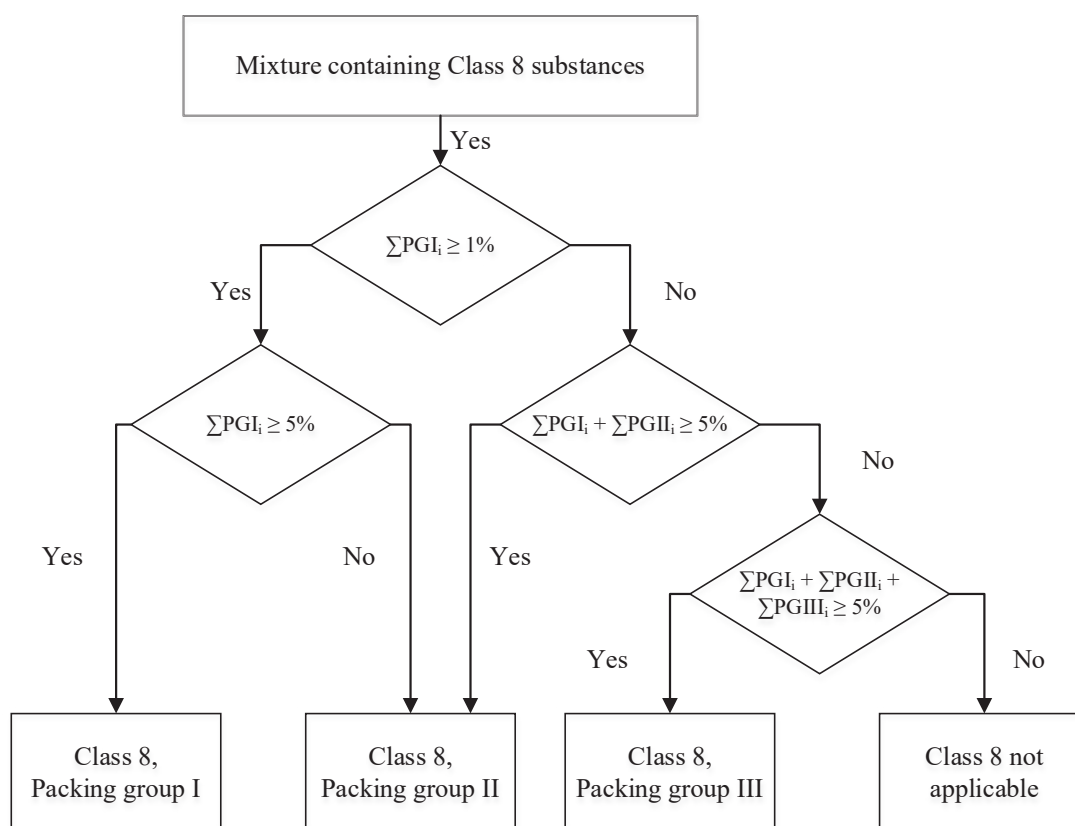 Mixture containing Class 8 substances
Yes
∑PGIᵢ ≥ 1%
Yes
No
∑PGIᵢ ≥ 5%
∑PGIᵢ + ∑PGIIᵢ ≥ 5%
No
Yes
No
Yes
∑PGIᵢ + ∑PGIIᵢ +
∑PGIIIᵢ ≥ 5%
Yes
No
Class 8,
Packing group I
Class 8,
Packing group II
Class 8,
Packing group III
Class 8 not
applicable